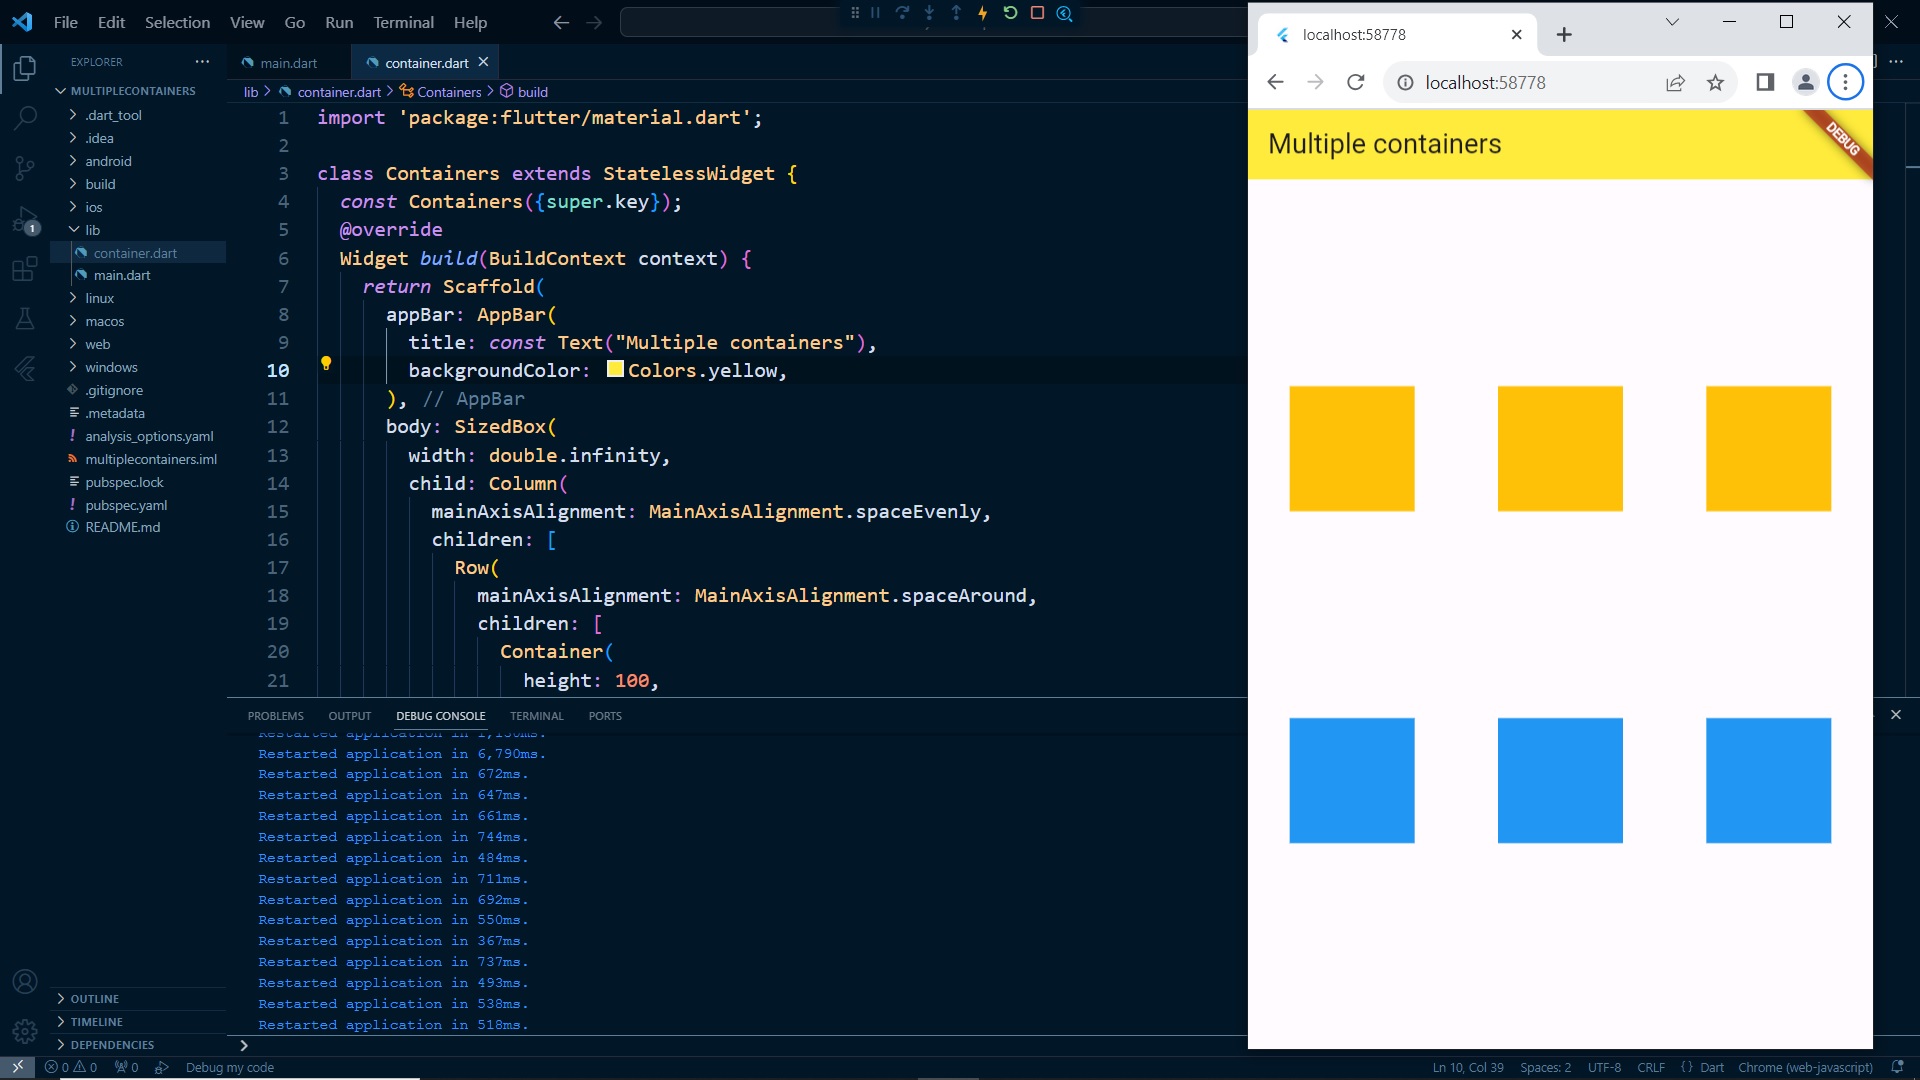 File Edit Selection View Go Run Terminal Help
EXPLORER
MULTIPLECONTAINERS
.dart_tool
.idea
android
build
ios
lib
container.dart
main.dart
linux
macos
web
windows
.gitignore
.metadata
! analysis_options.yaml
multiplecontainers.iml
pubspec.lock
! pubspec.yaml
README.md
OUTLINE
TIMELINE
DEPENDENCIES
1
main.dart container.dart
lib > container.dart > Containers > build
1 import 'package:flutter/material.dart';
2
3 class Containers extends StatelessWidget {
4 const Containers({super.key});
5 @override
6 Widget build(BuildContext context) {
7 return Scaffold(
8 appBar: AppBar(
9 title: const Text("Multiple containers"),
10 backgroundColor: Colors.yellow,
11 ), // AppBar
12 body: SizedBox(
13 width: double.infinity,
14 child: Column(
15 mainAxisAlignment: MainAxisAlignment.spaceEvenly,
16 children: [
17 Row(
18 mainAxisAlignment: MainAxisAlignment.spaceAround,
19 children: [
20 Container(
21 height: 100,
PROBLEMS OUTPUT DEBUG CONSOLE TERMINAL PORTS
Restarted application in
Restarted application in 6,790ms.
Restarted application in 672ms.
Restarted application in 647ms.
Restarted application in 661ms.
Restarted application in 744ms.
Restarted application in 484ms.
Restarted application in 711ms.
Restarted application in 692ms.
Restarted application in 550ms.
Restarted application in 367ms.
Restarted application in 737ms.
Restarted application in 493ms.
Restarted application in 538ms.
Restarted application in 518ms.
localhost:58778
localhost:58778
Multiple containers
DEBUG
0 0 0 Debug my code
Ln 10, Col 39 Spaces: 2 UTF-8 CRLF {} Dart Chrome (web-javascript)